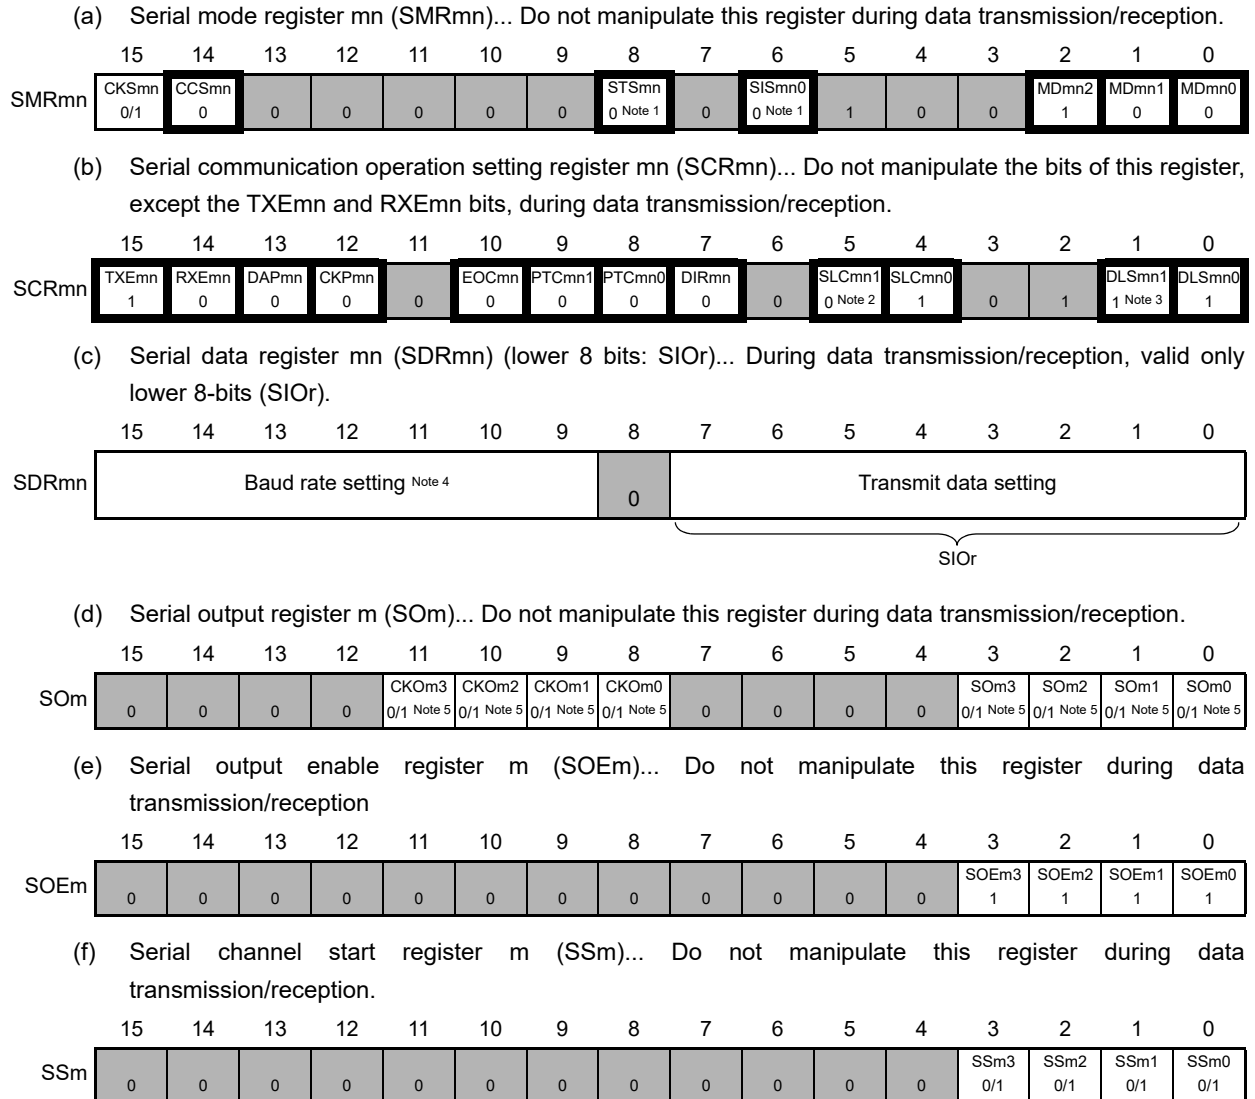 (a) Serial mode register mn (SMRmn)... Do not manipulate this register during data transmission/reception.
15 14 13 12 11 10 9 8 7 6 5 4 3 2 1 0
CKSmn CCSmn STSmn SISmn0 MDmn2 MDmn1 MDmn0
SMRmn 0/1 0 0 0 0 0 0 0 Note 1 0 0 Note 1 1 0 0 1 0 0
(b) Serial communication operation setting register mn (SCRmn)... Do not manipulate the bits of this register,
except the TXEmn and RXEmn bits, during data transmission/reception.
15 14 13 12 11 10 9 8 7 6 5 4 3 2 1 0
TXEmn RXEmn DAPmn CKPmn EOCmn PTCmn1 PTCmn0 DIRmn SLCmn1 SLCmn0 DLSmn1 DLSmn0
SCRmn 1 0 0 0 0 0 0 0 0 0 0 Note 2 1 0 1 1 Note 3 1
(c) Serial data register mn (SDRmn) (lower 8 bits: SIOr)... During data transmission/reception, valid only
lower 8-bits (SIOr).
15 14 13 12 11 10 9 8 7 6 5 4 3 2 1 0
SDRmn Baud rate setting Note 4 0 Transmit data setting
SIOr
(d) Serial output register m (SOm)... Do not manipulate this register during data transmission/reception.
15 14 13 12 11 10 9 8 7 6 5 4 3 2 1 0
CKOm3 CKOm2 CKOm1 CKOm0 SOm3 SOm2 SOm1 SOm0
SOm 0 0 0 0 0/1 Note 5 0/1 Note 5 0/1 Note 5 0/1 Note 5 0 0 0 0 0/1 Note 5 0/1 Note 5 0/1 Note 5 0/1 Note 5
(e) Serial output enable register m (SOEm)... Do not manipulate this register during data
transmission/reception
15 14 13 12 11 10 9 8 7 6 5 4 3 2 1 0
SOEm3 SOEm2 SOEm1 SOEm0
SOEm 0 0 0 0 0 0 0 0 0 0 0 0 1 1 1 1
(f) Serial channel start register m (SSm)... Do not manipulate this register during data
transmission/reception.
15 14 13 12 11 10 9 8 7 6 5 4 3 2 1 0
SSm3 SSm2 SSm1 SSm0
SSm 0 0 0 0 0 0 0 0 0 0 0 0 0/1 0/1 0/1 0/1